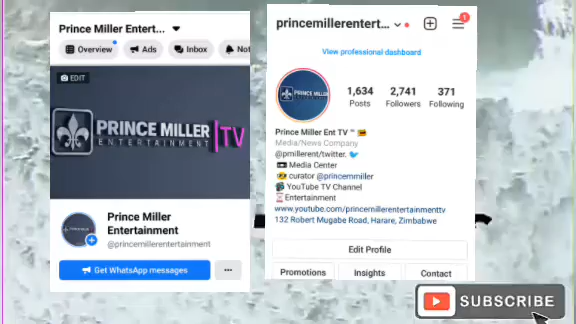 Prince Miller Entert...
Overview
Ads
Inbox
EDIT
PRINCE MILLER TV
ENTERTAINMENT
Prince Miller
Entertainment
@princemillerentertainment
Get WhatsApp messages
...
princemillerentert...
1
View professional dashboard
PRINCE MILLER
1,634
Posts
2,741
Followers
371
Following
Prince Miller Ent TV ™
Media/News Company
@pmillerent/twitter.
Media Center
curator @princemmiller
YouTube TV Channel
Entertainment
www.youtube.com/princemillerentertainmenttv
132 Robert Mugabe Road, Harare, Zimbabwe
Edit Profile
Promotions
Insights
Contact
SUBSCRIBE